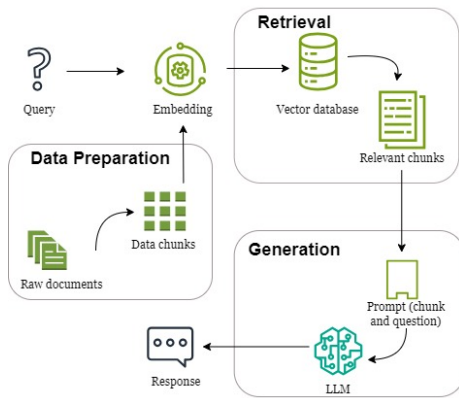 Retrieval
Query
Embedding
Vector database
Relevant chunks
Data Preparation
Data chunks
Raw documents
Generation
Prompt (chunk
and question)
LLM
Response